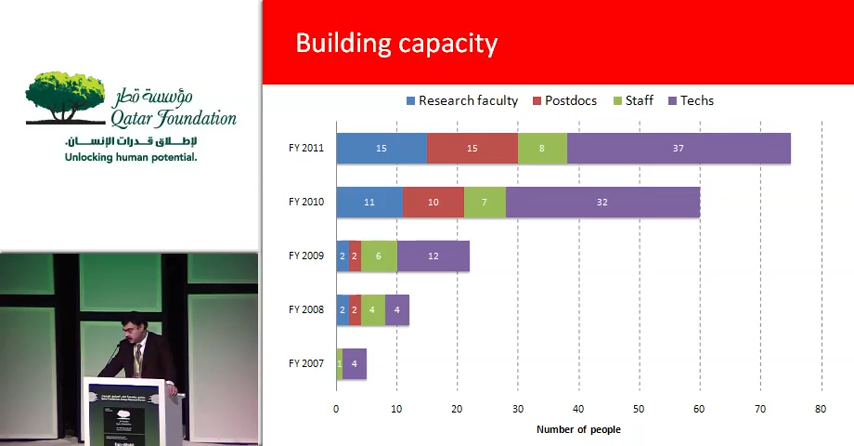 مؤسسة قطر
Qatar Foundation
لإطلاق قدرات الإنسان.
Unlocking human potential.
Building capacity
Research faculty Postdocs Staff Techs
FY 2011 15 15 8 37
FY 2010 11 10 7 32
FY 2009 2 2 6 12
FY 2008 2 2 4 4
FY 2007 1 4
0 10 20 30 40 50 60 70 80
Number of people